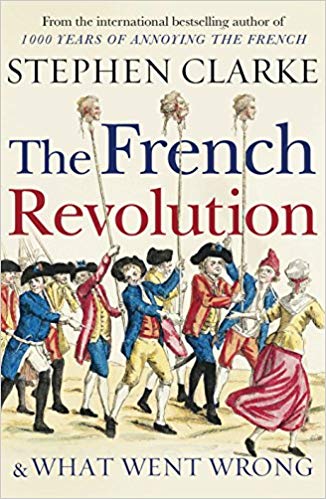 From the international bestselling author of
1000 YEARS OF ANNOYING THE FRENCH
STEPHEN CLARKE
The French
Revolution
& WHAT WENT WRONG